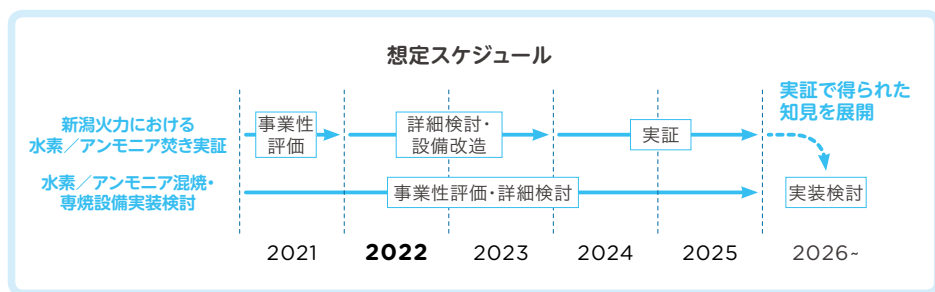 想定スケジュール
新潟火力における
水素／アンモニア焚き実証
事業性
評価
詳細検討・
設備改造
実証
実証で得られた
知見を展開
水素／アンモニア混焼・
専焼設備実装検討
事業性評価・詳細検討
実装検討
2021 2022 2023 2024 2025 2026~